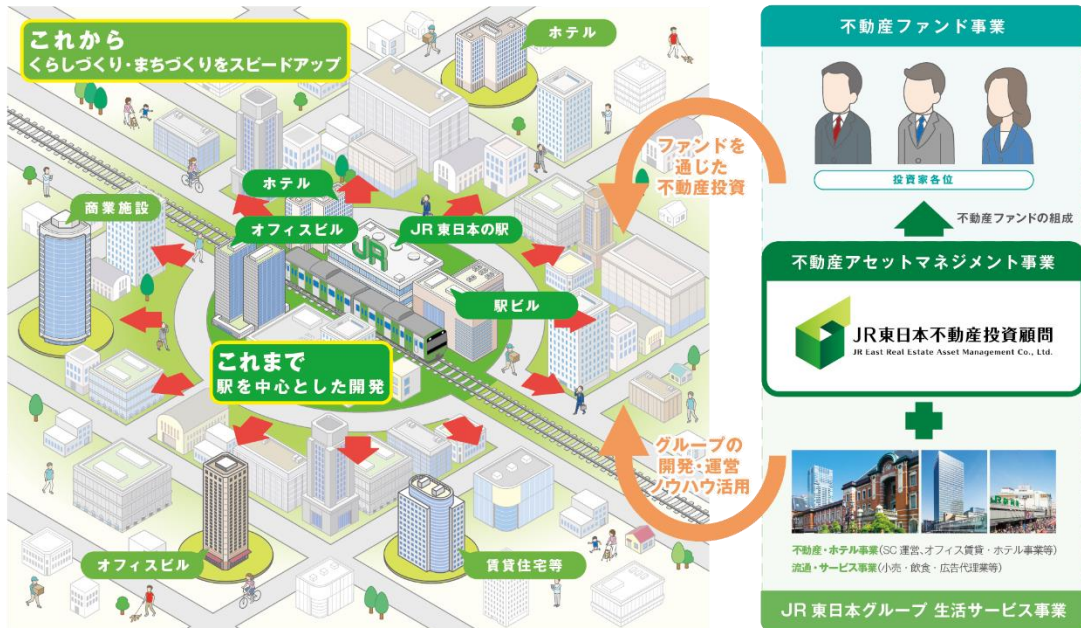 これから
くらしづくり・まちづくりをスピードアップ
ホテル
商業施設
ホテル
オフィスビル
JR東日本の駅
JR
駅ビル
これまで
駅を中心とした開発
オフィスビル
賃貸住宅等
ファンドを
通じた
不動産投資
グループの
開発・運営
ノウハウ活用
不動産ファンド事業
投資家各位
不動産ファンドの組成
不動産アセットマネジメント事業
JR東日本不動産投資顧問
JR East Real Estate Asset Management Co., Ltd.
不動産・ホテル事業(SC運営、オフィス賃貸・ホテル事業等)
流通・サービス事業(小売・飲食・広告代理業等)
JR東日本グループ 生活サービス事業